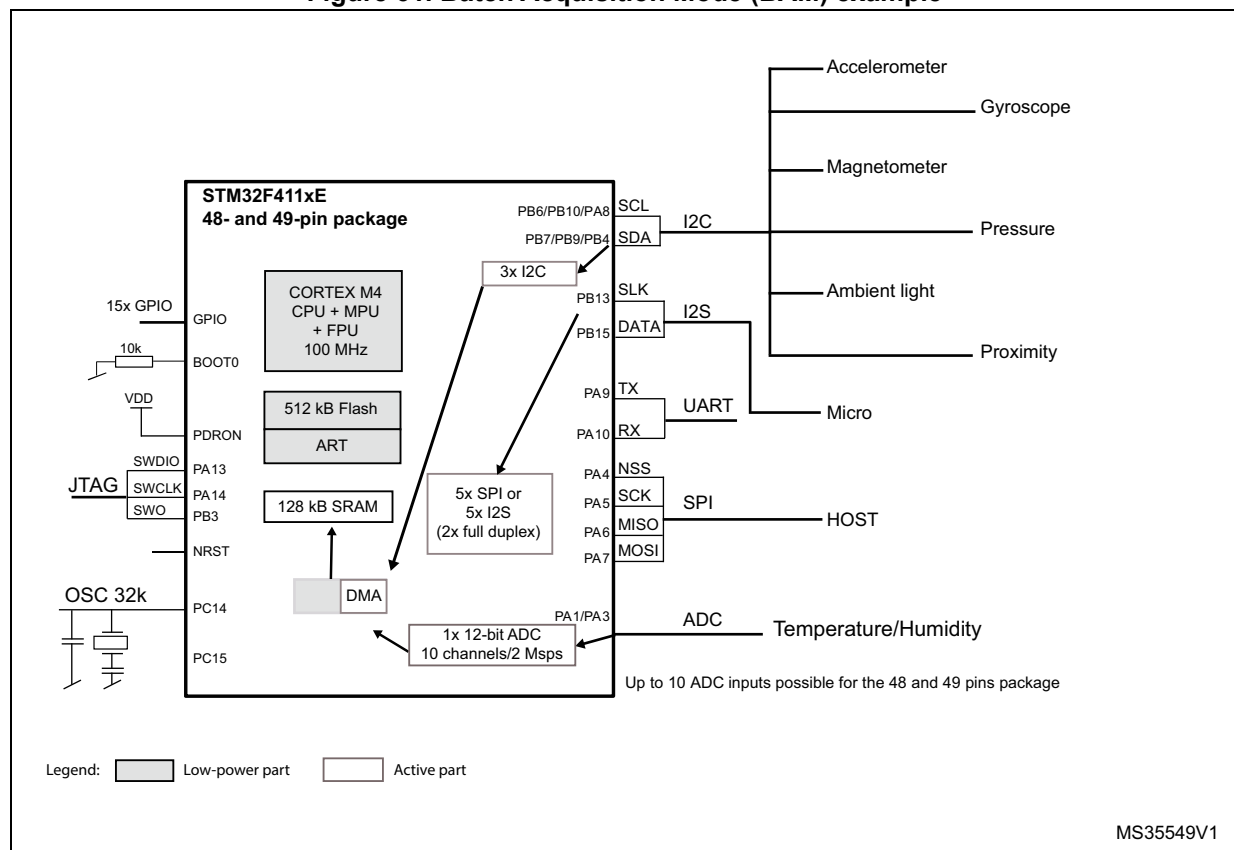 STM32F411xE
48- and 49-pin package
CORTEX M4
CPU + MPU
+ FPU
100 MHz
512 kB Flash
ART
128 kB SRAM
DMA
3x I2C
5x SPI or
5x I2S
(2x full duplex)
1x 12-bit ADC
10 channels/2 Msps
15x GPIO
GPIO
10k
BOOT0
VDD
PDRON
JTAG
SWDIO
PA13
SWCLK
PA14
SWO
PB3
NRST
OSC 32k
PC14
PC15
PB6/PB10/PA8
SCL
PB7/PB9/PB4
SDA
I2C
PB13
SLK
PB15
DATA
I2S
PA9
TX
PA10
RX
UART
PA4
NSS
PA5
SCK
PA6
MISO
PA7
MOSI
SPI
PA1/PA3
ADC
Accelerometer
Gyroscope
Magnetometer
Pressure
Ambient light
Proximity
Micro
HOST
Temperature/Humidity
Up to 10 ADC inputs possible for the 48 and 49 pins package
Legend:
Low-power part
Active part
MS35549V1